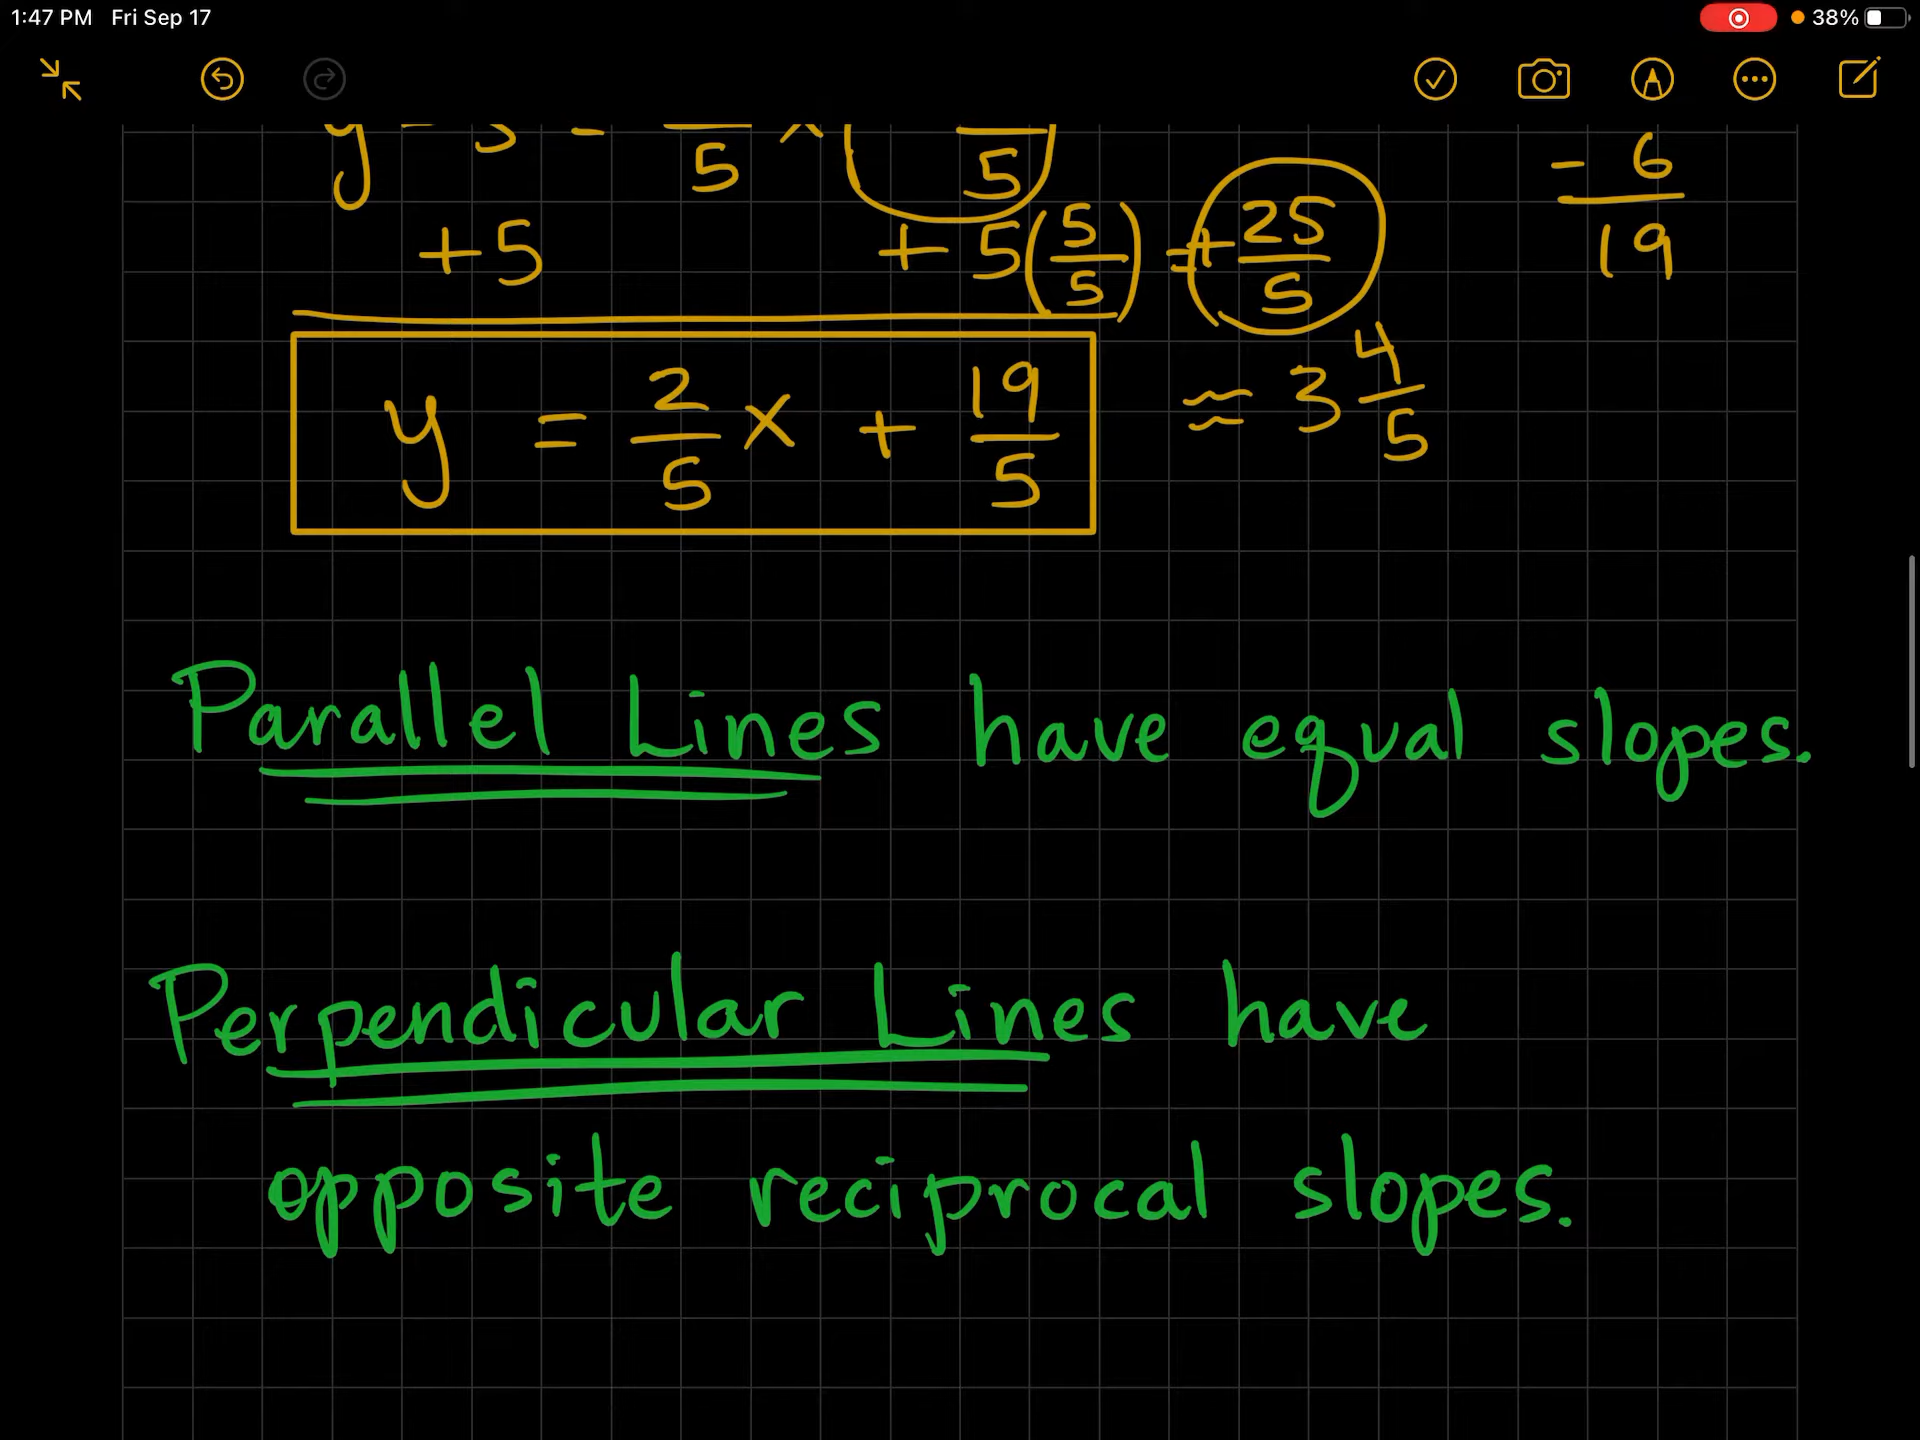 1:47 PM Fri Sep 17 38%
5 5
- 6
+5 + 5(5/5) = + 25/5
19
y = 2/5 x + 19/5 ≈ 3 4/5
Parallel Lines have equal slopes.
Perpendicular Lines have
opposite reciprocal slopes.